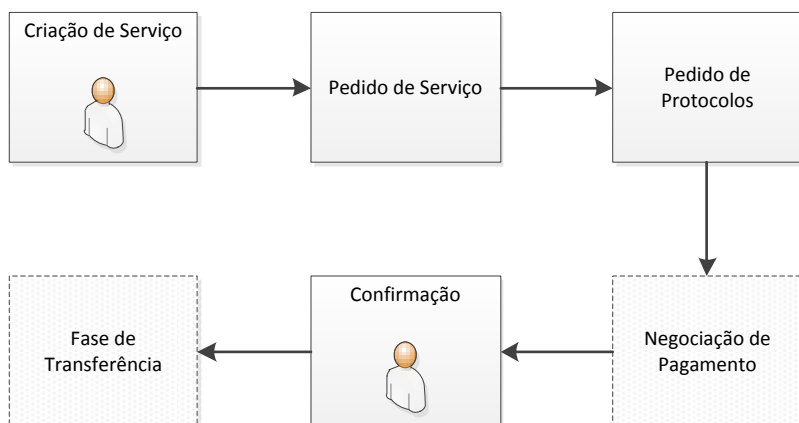 Criação de Serviço
Pedido de Serviço
Pedido de
Protocolos
Negociação de
Pagamento
Confirmação
Fase de
Transferência